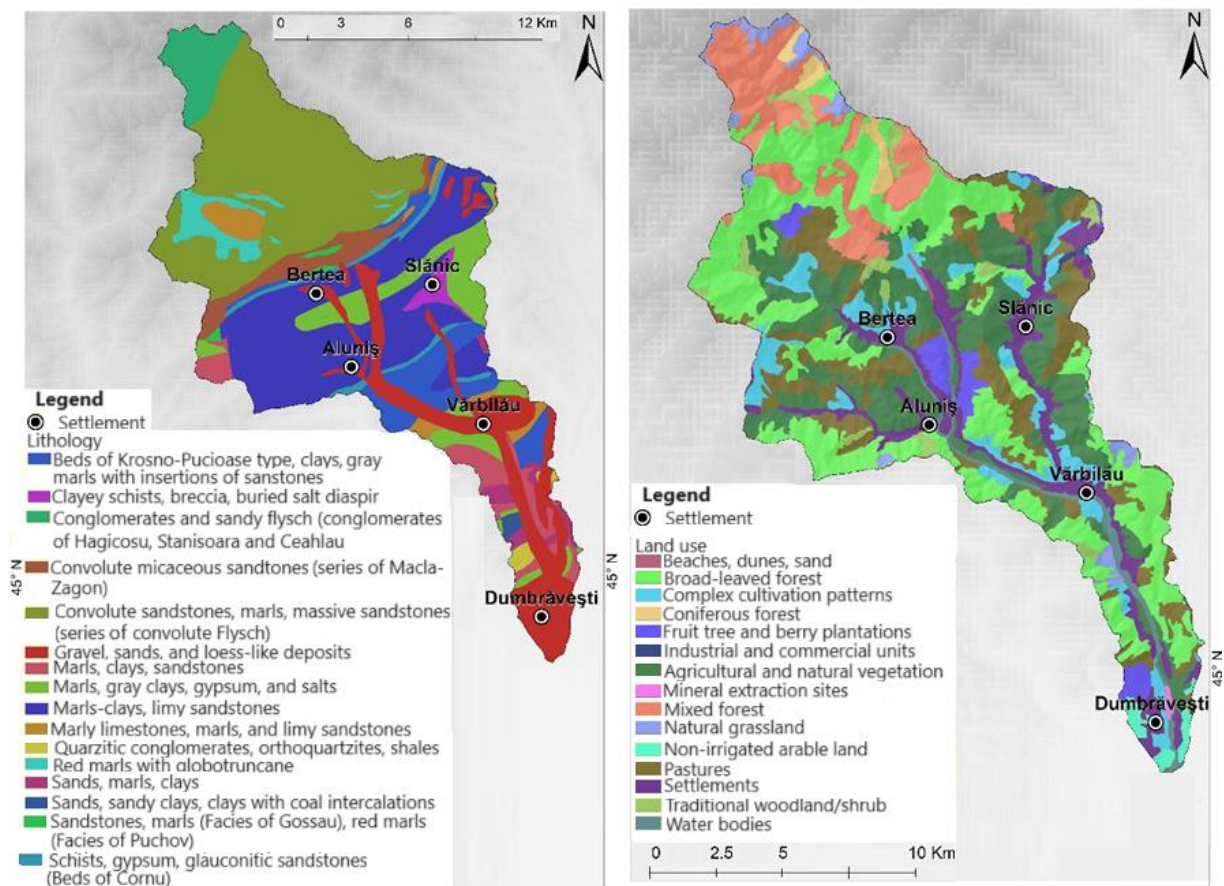 0 3 6 12 Km
N
Bertea
Slănic
Aluniş
Vărbilău
Dumbrăveşti
45° N
Legend
Settlement
Lithology
Beds of Krosno-Pucioase type, clays, gray
marls with insertions of sanstones
Clayey schists, breccia, buried salt diaspir
Conglomerates and sandy flysch (conglomerates
of Hagicosu, Stanisoara and Ceahlau
Convolute micaceous sandtones (series of Macla-
Zagon)
Convolute sandstones, marls, massive sandstones
(series of convolute Flysch)
Gravel, sands, and loess-like deposits
Marls, clays, sandstones
Marls, gray clays, gypsum, and salts
Marls-clays, limy sandstones
Marly limestones, marls, and limy sandstones
Quarzitic conglomerates, orthoquartzites, shales
Red marls with globotruncane
Sands, marls, clays
Sands, sandy clays, clays with coal intercalations
Sandstones, marls (Facies of Gossau), red marls
(Facies of Puchov)
Schists, gypsum, glauconitic sandstones
(Beds of Cornu)
45° N
N
Bertea
Slănic
Aluniş
Vărbilău
Dumbrăveşti
45° N
Legend
Settlement
Land use
Beaches, dunes, sand
Broad-leaved forest
Complex cultivation patterns
Coniferous forest
Fruit tree and berry plantations
Industrial and commercial units
Agricultural and natural vegetation
Mineral extraction sites
Mixed forest
Natural grassland
Non-irrigated arable land
Pastures
Settlements
Traditional woodland/shrub
Water bodies
0 2.5 5 10 Km